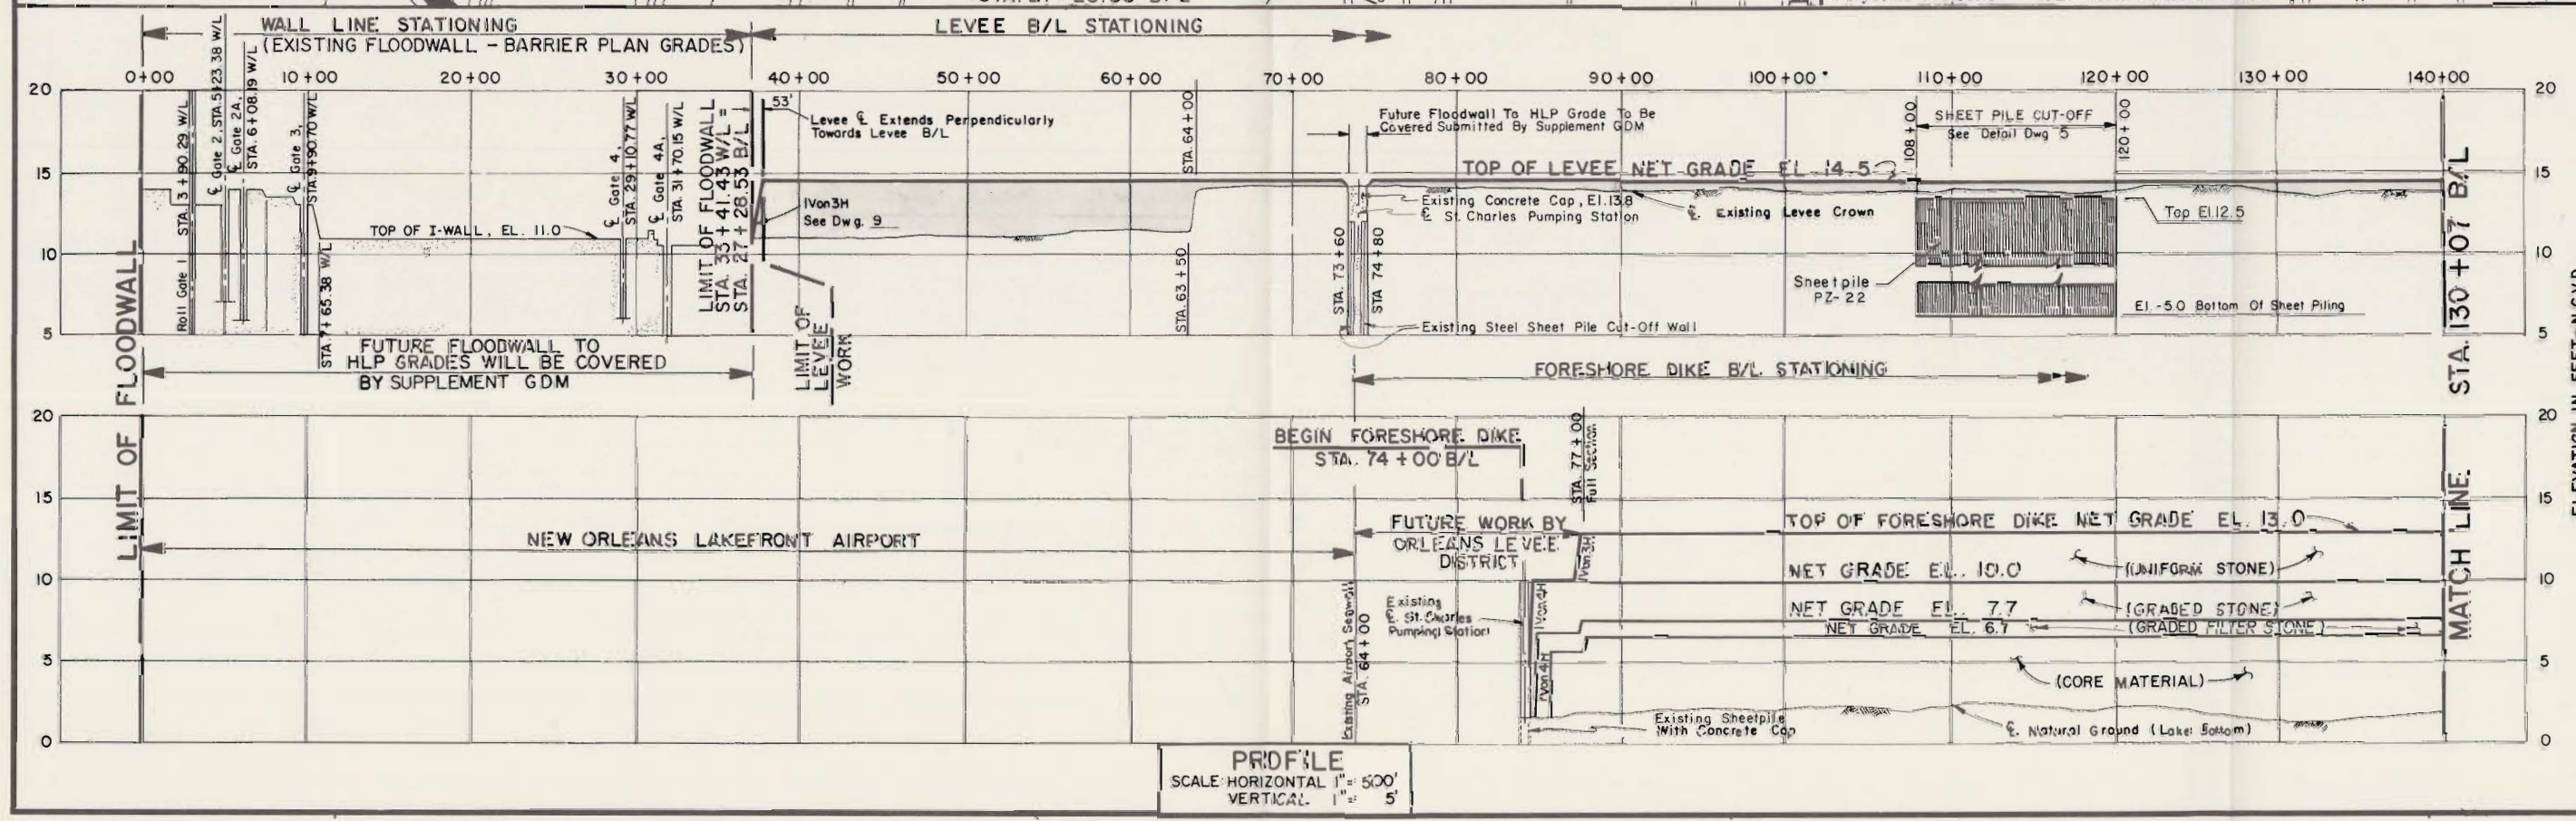 WALL LINE STATIONING
(EXISTING FLOODWALL - BARRIER PLAN GRADES)
LEVEE B/L STATIONING
0+00 10+00 20+00 30+00 40+00 50+00 60+00 70+00 80+00 90+00 100+00 110+00 120+00 130+00 140+00
20
15
10
5
20
15
10
5
LIMIT OF FLOODWALL
Roll Gate 1 STA. 3+90.29 W/L
℄ Gate 2, STA. 5+23.38 W/L
℄ Gate 2A,
STA. 6+08.19 W/L
℄ Gate 3,
STA. 9+90.70 W/L
STA. 7+65.38 W/L
TOP OF I-WALL, EL. 11.0
℄ Gate 4,
STA. 29+10.77 W/L
℄ Gate 4A,
STA. 31+70.15 W/L
LIMIT OF FLOODWALL
STA. 33+41.43 W/L =
STA. 27+28.53 B/L
53'
Levee ℄ Extends Perpendicularly
Towards Levee B/L
IVon3H
See Dwg. 9
LIMIT OF
LEVEE
WORK
STA. 64+00
STA. 63+50
Future Floodwall To HLP Grade To Be
Covered Submitted By Supplement GDM
TOP OF LEVEE NET GRADE EL. 14.5
Existing Concrete Cap, El.13.8
℄ St. Charles Pumping Station
℄ Existing Levee Crown
STA. 73+60
STA 74+80
Existing Steel Sheet Pile Cut-Off Wall
108+00
SHEET PILE CUT-OFF
See Detail Dwg 5
120+00
Top El.12.5
Sheetpile
PZ-22
El.-5.0 Bottom Of Sheet Piling
STA. 130+07 B/L
ELEVATION IN FEET N.G.V.D.
FUTURE FLOODWALL TO
HLP GRADES WILL BE COVERED
BY SUPPLEMENT GDM
FORESHORE DIKE B/L. STATIONING
20
15
10
5
0
20
15
10
5
0
BEGIN FORESHORE DIKE
STA. 74+00 B/L
STA. 77+00
Full Section
NEW ORLEANS LAKEFRONT AIRPORT
FUTURE WORK BY
ORLEANS LEVEE
DISTRICT
IVon3H
TOP OF FORESHORE DIKE NET GRADE EL. 13.0
NET GRADE EL. 10.0
(UNIFORM STONE)
NET GRADE EL. 7.7
(GRADED STONE)
NET GRADE EL. 6.7
(GRADED FILTER STONE)
(CORE MATERIAL)
Existing Airport Seawall
STA. 64+00
Existing
℄ St. Charles
Pumping Station
IVon4H
IVon4H
Existing Sheetpile
With Concrete Cap
℄ Natural Ground (Lake Bottom)
MATCH LINE
PROFILE
SCALE: HORIZONTAL 1"= 500'
VERTICAL 1"= 5'